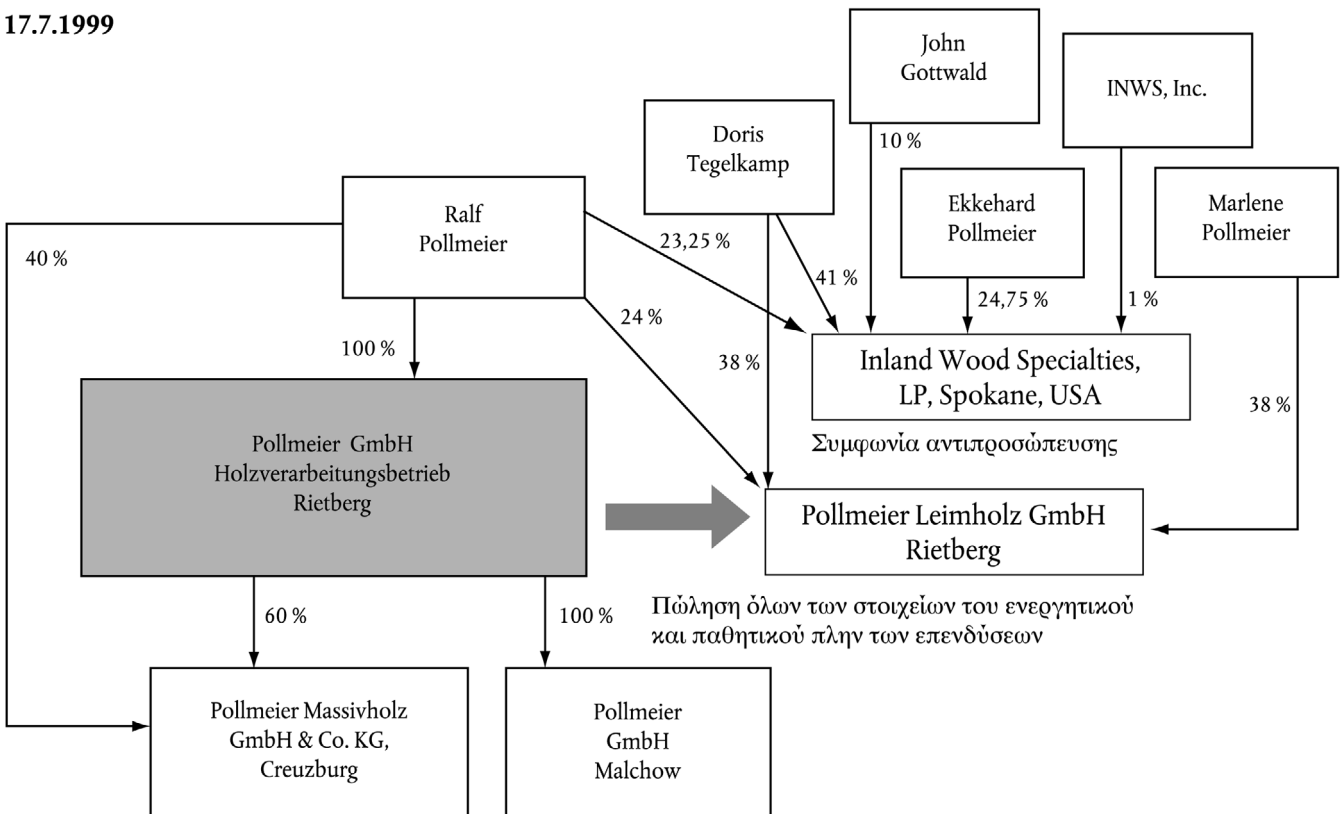 17.7.1999
John
Gottwald
INWS, Inc.
Doris
Tegelkamp
10 %
Ralf
Pollmeier
Ekkehard
Pollmeier
Marlene
Pollmeier
40 %
23,25 %
41 %
24,75 %
1 %
24 %
100 %
38 %
Inland Wood Specialties,
LP, Spokane, USA
38 %
Συμφωνία αντιπροσώπευσης
Pollmeier GmbH
Holzverarbeitungsbetrieb
Rietberg
Pollmeier Leimholz GmbH
Rietberg
60 %
100 %
Πώληση όλων των στοιχείων του ενεργητικού
και παθητικού πλην των επενδύσεων
Pollmeier Massivholz
GmbH & Co. KG,
Creuzburg
Pollmeier
GmbH
Malchow